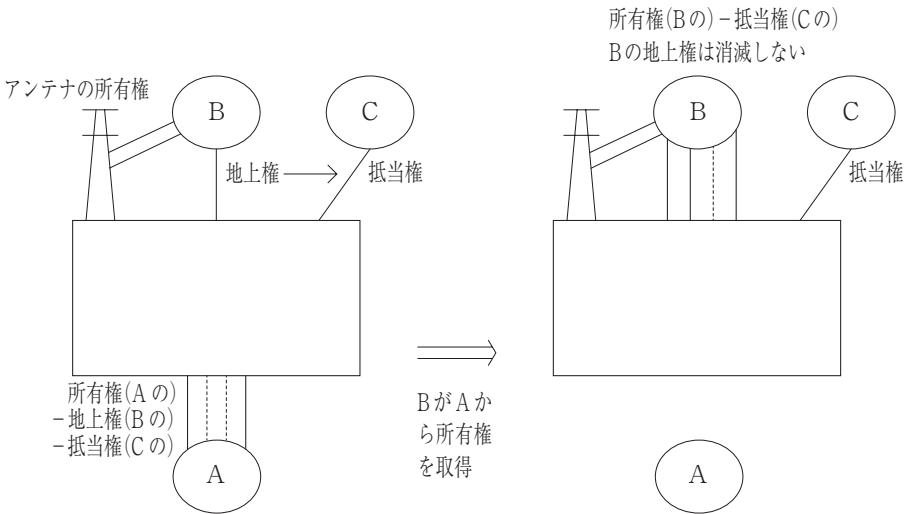 アンテナの所有権
B
C
地上権
抵当権
所有権(Aの)
−地上権(Bの)
−抵当権(Cの)
A
BがAか
ら所有権
を取得
所有権(Bの)−抵当権(Cの)
Bの地上権は消滅しない
B
C
抵当権
A